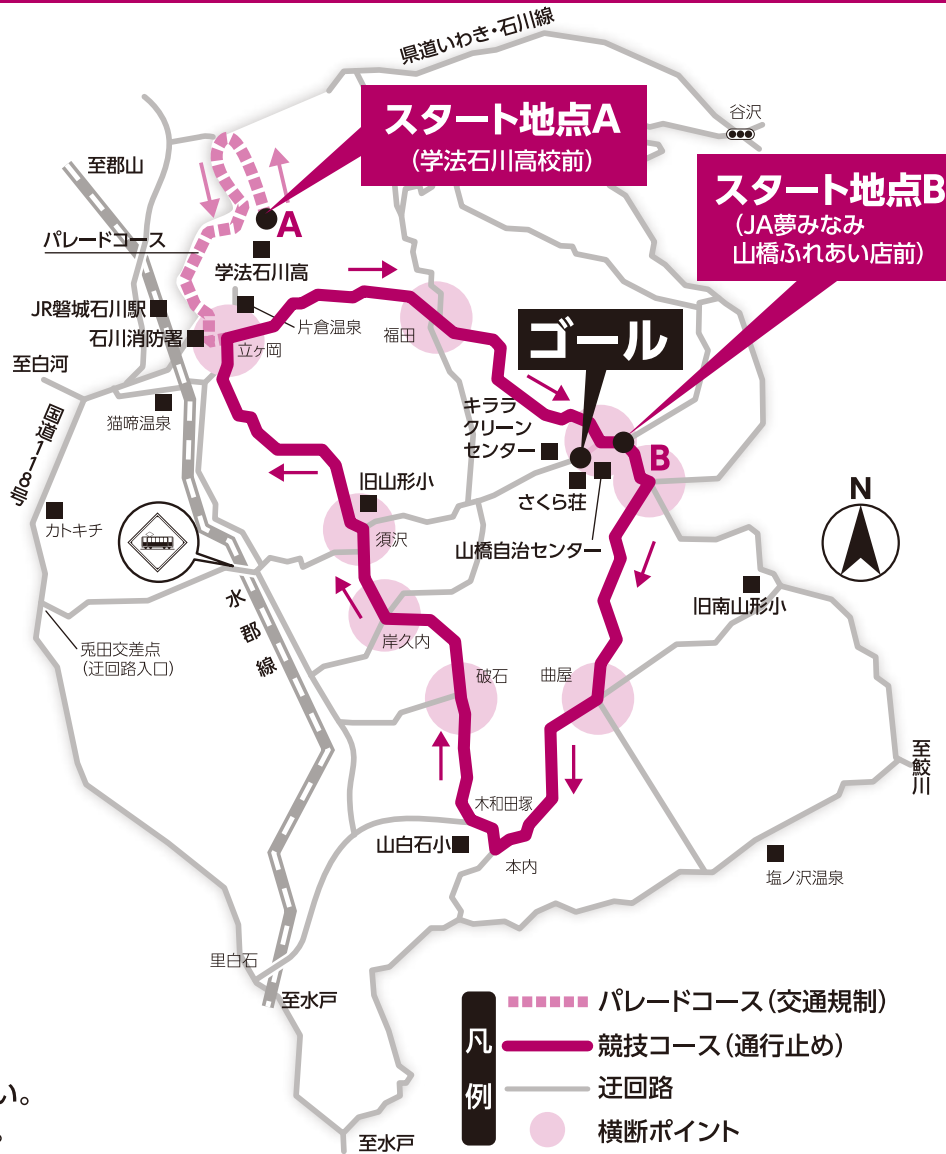 県道いわき・石川線
谷沢
スタート地点A
(学法石川高校前)
至郡山
スタート地点B
(JA夢みなみ
山橋ふれあい店前)
A
パレードコース
学法石川高
JR磐城石川駅
片倉温泉
石川消防署
立ヶ岡
福田
ゴール
至白河
国道118号
猫啼温泉
キララ
クリーン
センター
B
旧山形小
さくら荘
カトキチ
須沢
山橋自治センター
N
水郡線
旧南山形小
兎田交差点
(迂回路入口)
岸久内
破石
曲屋
至鮫川
木和田塚
山白石小
本内
塩ノ沢温泉
里白石
至水戸
凡例
パレードコース(交通規制)
競技コース(通行止め)
迂回路
横断ポイント
い。
。
至水戸